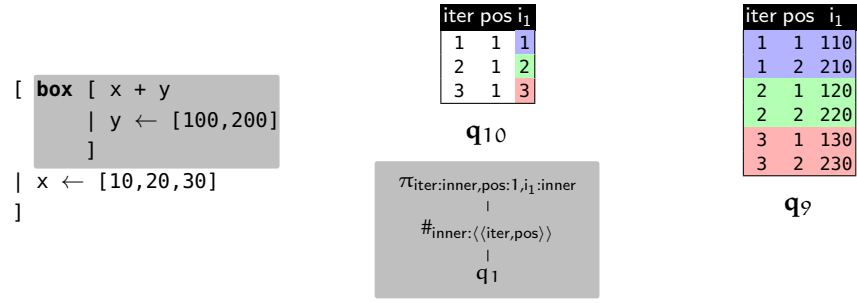 [ box [ x + y
| y ← [100,200]
]
| x ← [10,20,30]
]
iter pos i₁
1 1 1
2 1 2
3 1 3
q₁₀
π iter:inner,pos:1,i₁:inner
#inner:⟨⟨iter,pos⟩⟩
q₁
iter pos i₁
1 1 110
1 2 210
2 1 120
2 2 220
3 1 130
3 2 230
q₉